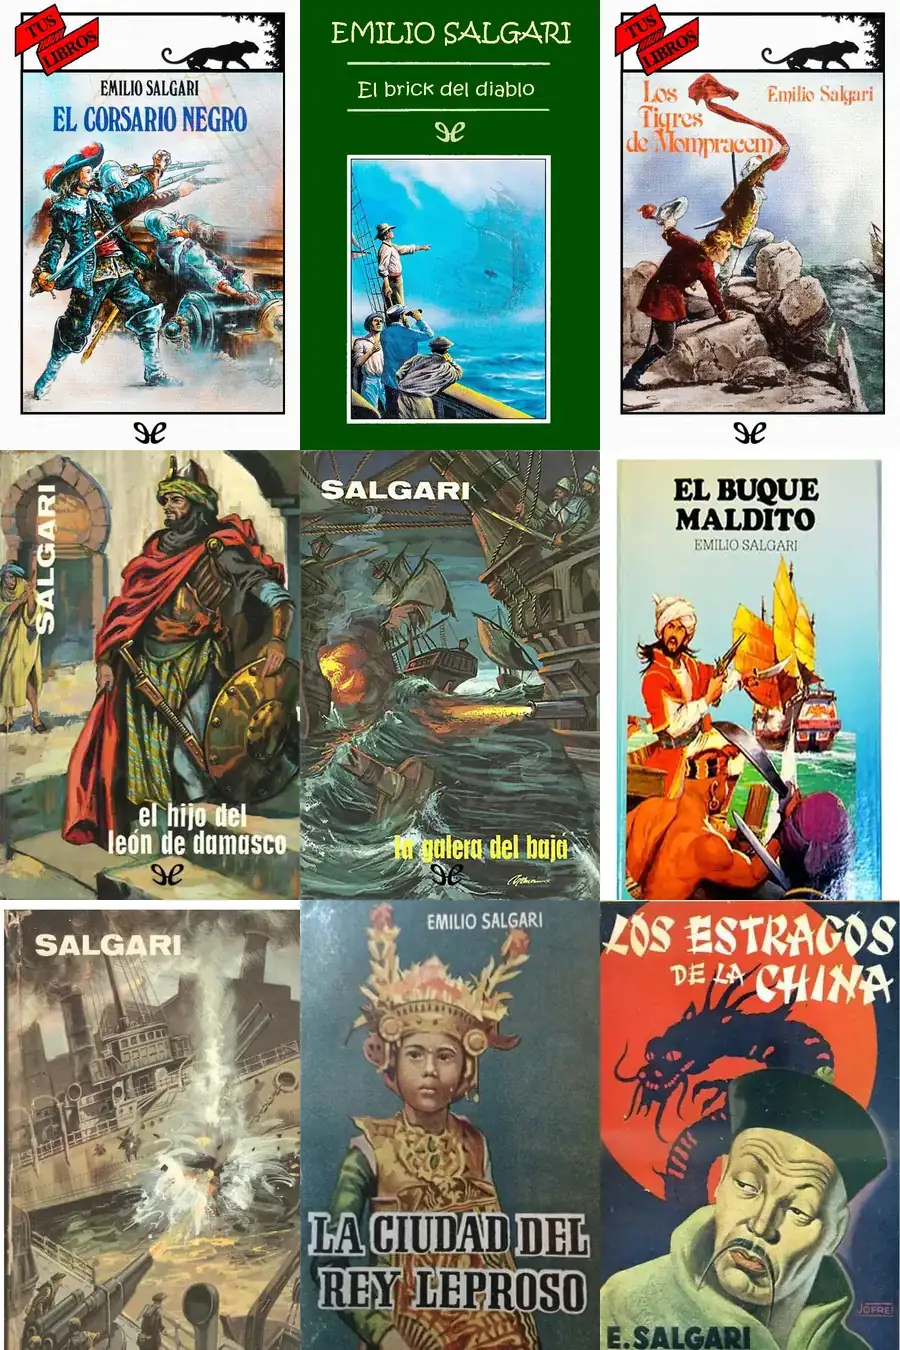 TUS
LIBROS
EMILIO SALGARI
EL CORSARIO NEGRO
EMILIO SALGARI
El brick del diablo
TUS
LIBROS
Los
Tigres
de Mompracem
Emilio Salgari
SALGARI
el hijo del
león de damasco
SALGARI
la galera del bajá
EL BUQUE
MALDITO
EMILIO SALGARI
SALGARI
EMILIO SALGARI
LA CIUDAD DEL
REY LEPROSO
LOS ESTRAGOS
DE LA CHINA
JOFRE
E. SALGARI